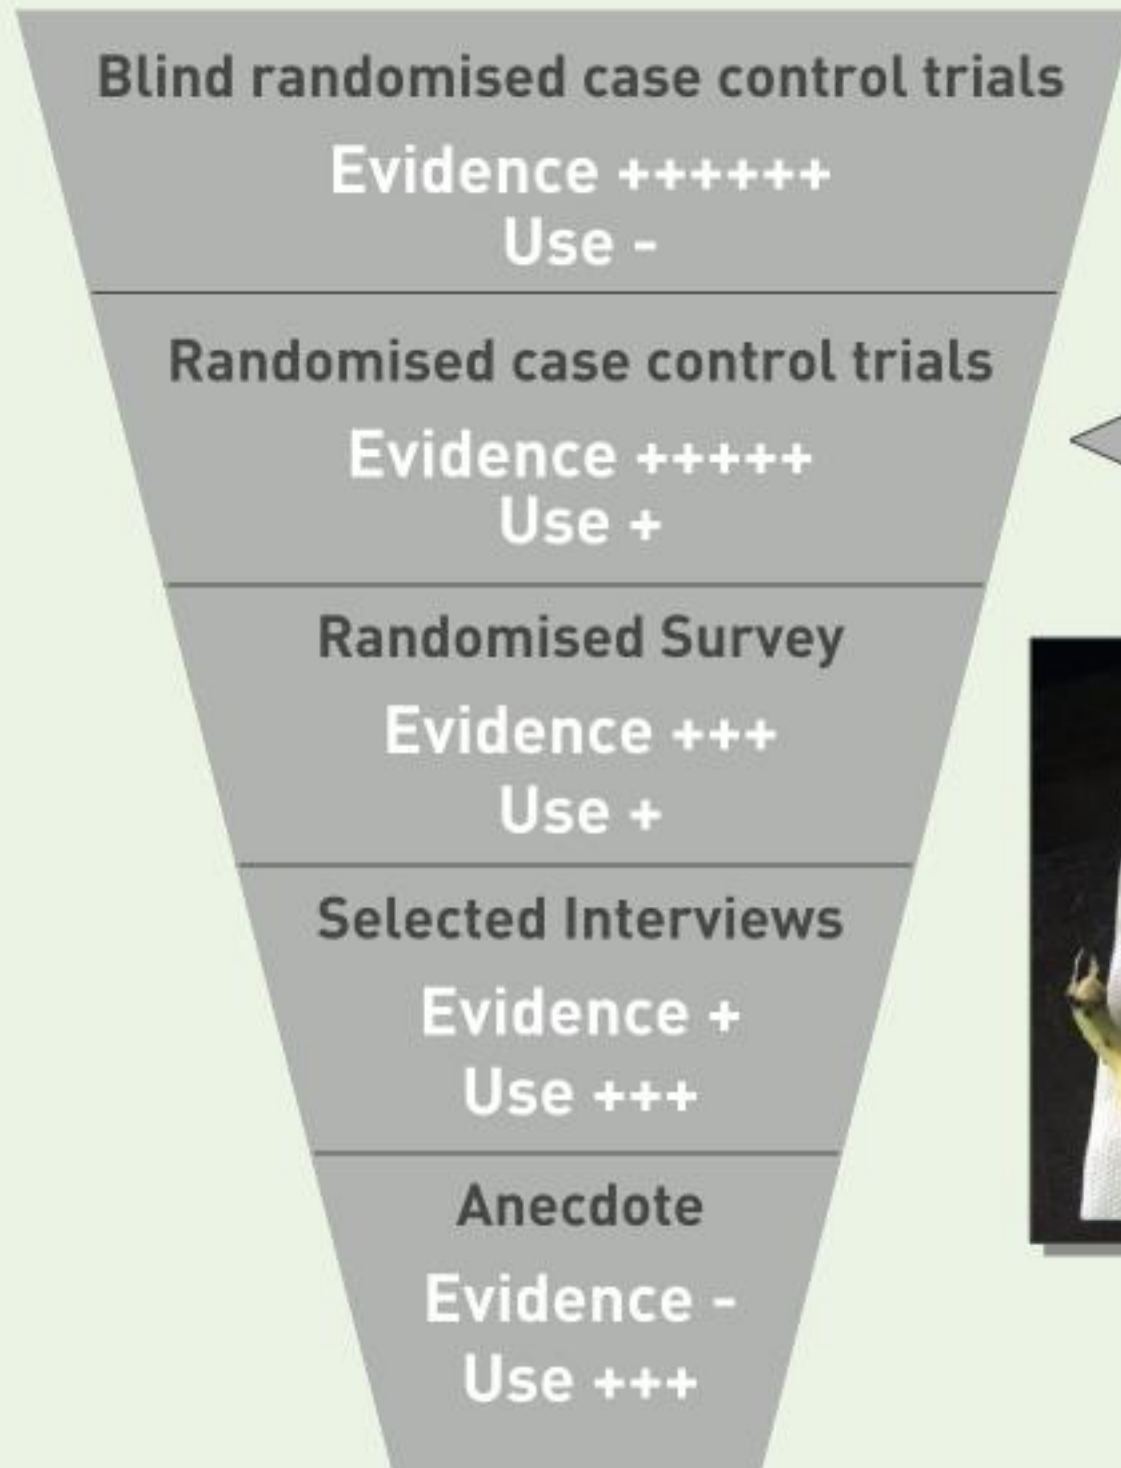 Blind randomised case control trials
Evidence ++++++
Use -
Randomised case control trials
Evidence +++++
Use +
Randomised Survey
Evidence +++
Use +
Selected Interviews
Evidence +
Use +++
Anecdote
Evidence -
Use +++